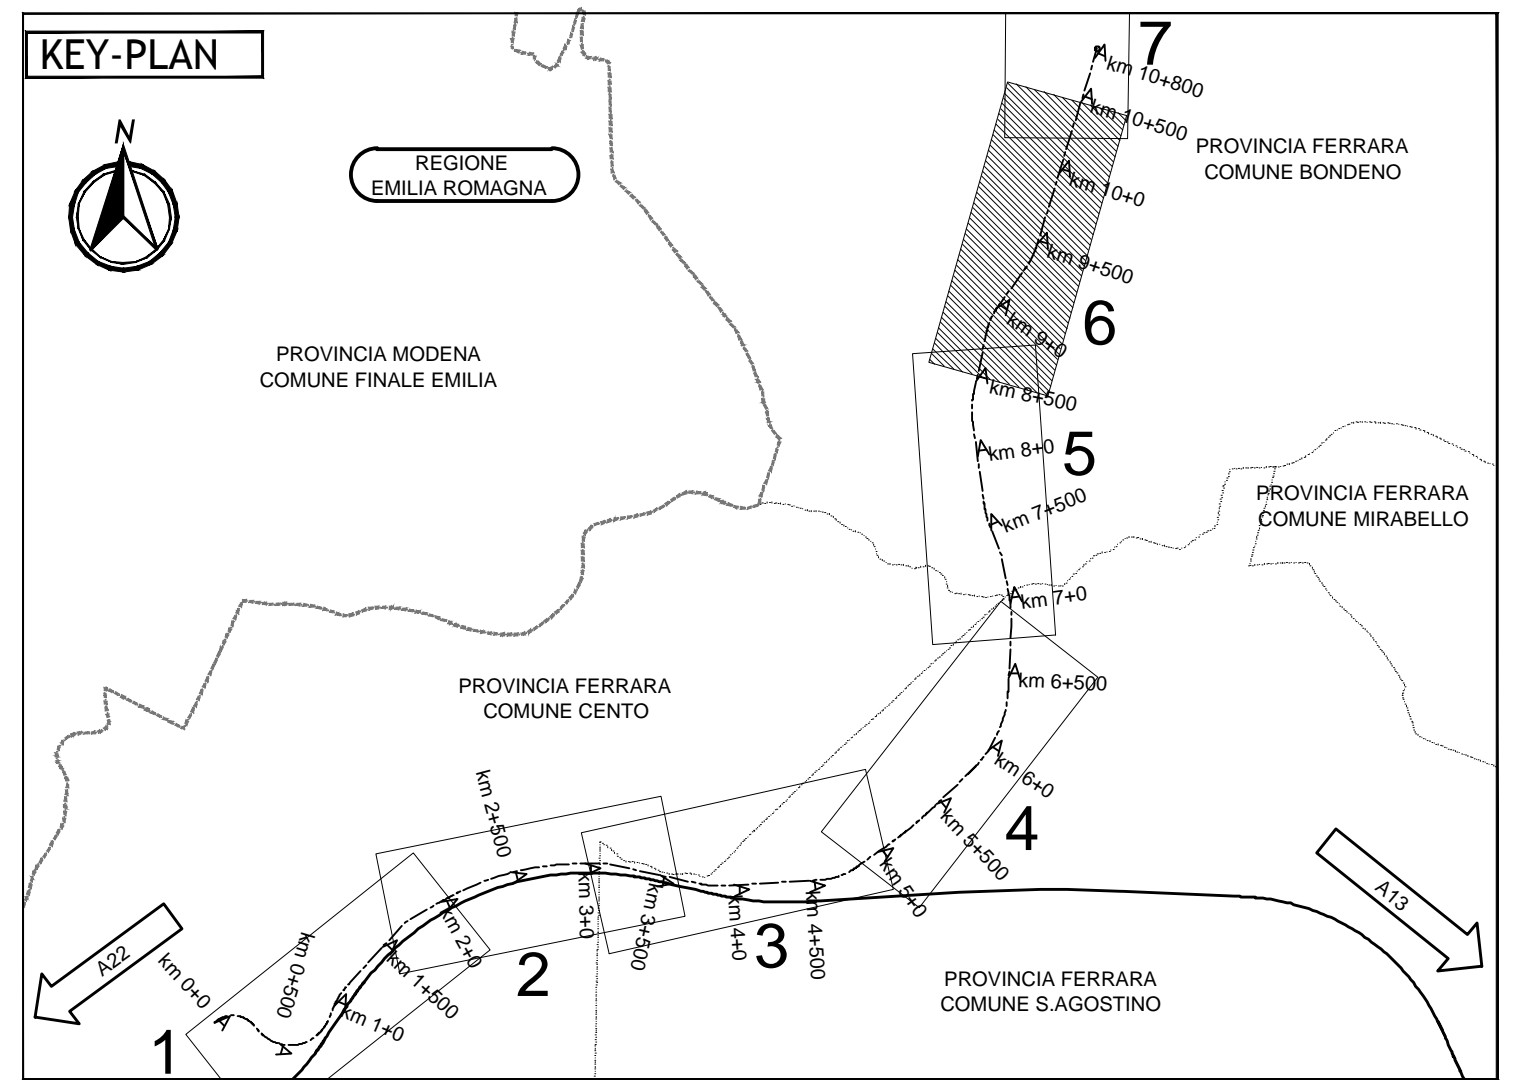 KEY-PLAN
N
REGIONE
EMILIA ROMAGNA
7
km 10+800
km 10+500
PROVINCIA FERRARA
COMUNE BONDENO
km 10+0
km 9+500
6
km 9+0
PROVINCIA MODENA
COMUNE FINALE EMILIA
km 8+500
5
km 8+0
km 7+500
PROVINCIA FERRARA
COMUNE MIRABELLO
km 7+0
km 6+500
PROVINCIA FERRARA
COMUNE CENTO
km 6+0
4
km 5+500
km 5+0
km 2+500
A13
km 3+0
km 3+500
km 4+0
km 4+500
3
2
km 2+0
km 1+500
km 1+0
km 0+500
km 0+0
A22
1
PROVINCIA FERRARA
COMUNE S.AGOSTINO